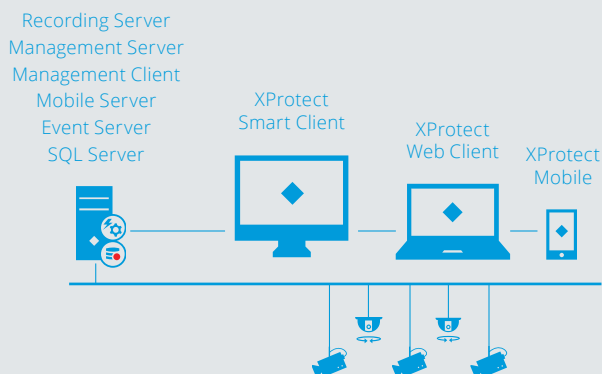 Recording Server
Management Server
Management Client
Mobile Server
Event Server
SQL Server
XProtect
Smart Client
XProtect
Web Client
XProtect
Mobile